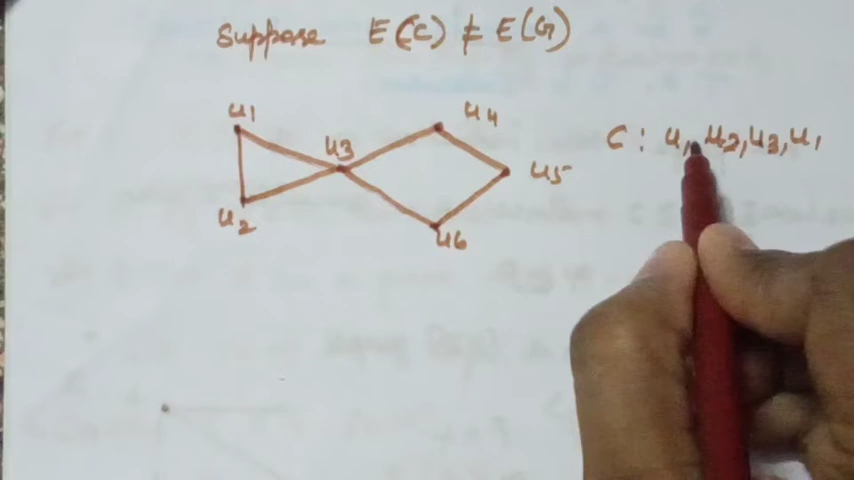 Suppose E(C) ≠ E(G)
u1
u4
u3
C: u1, u2, u3, u1
u5
u2
u6